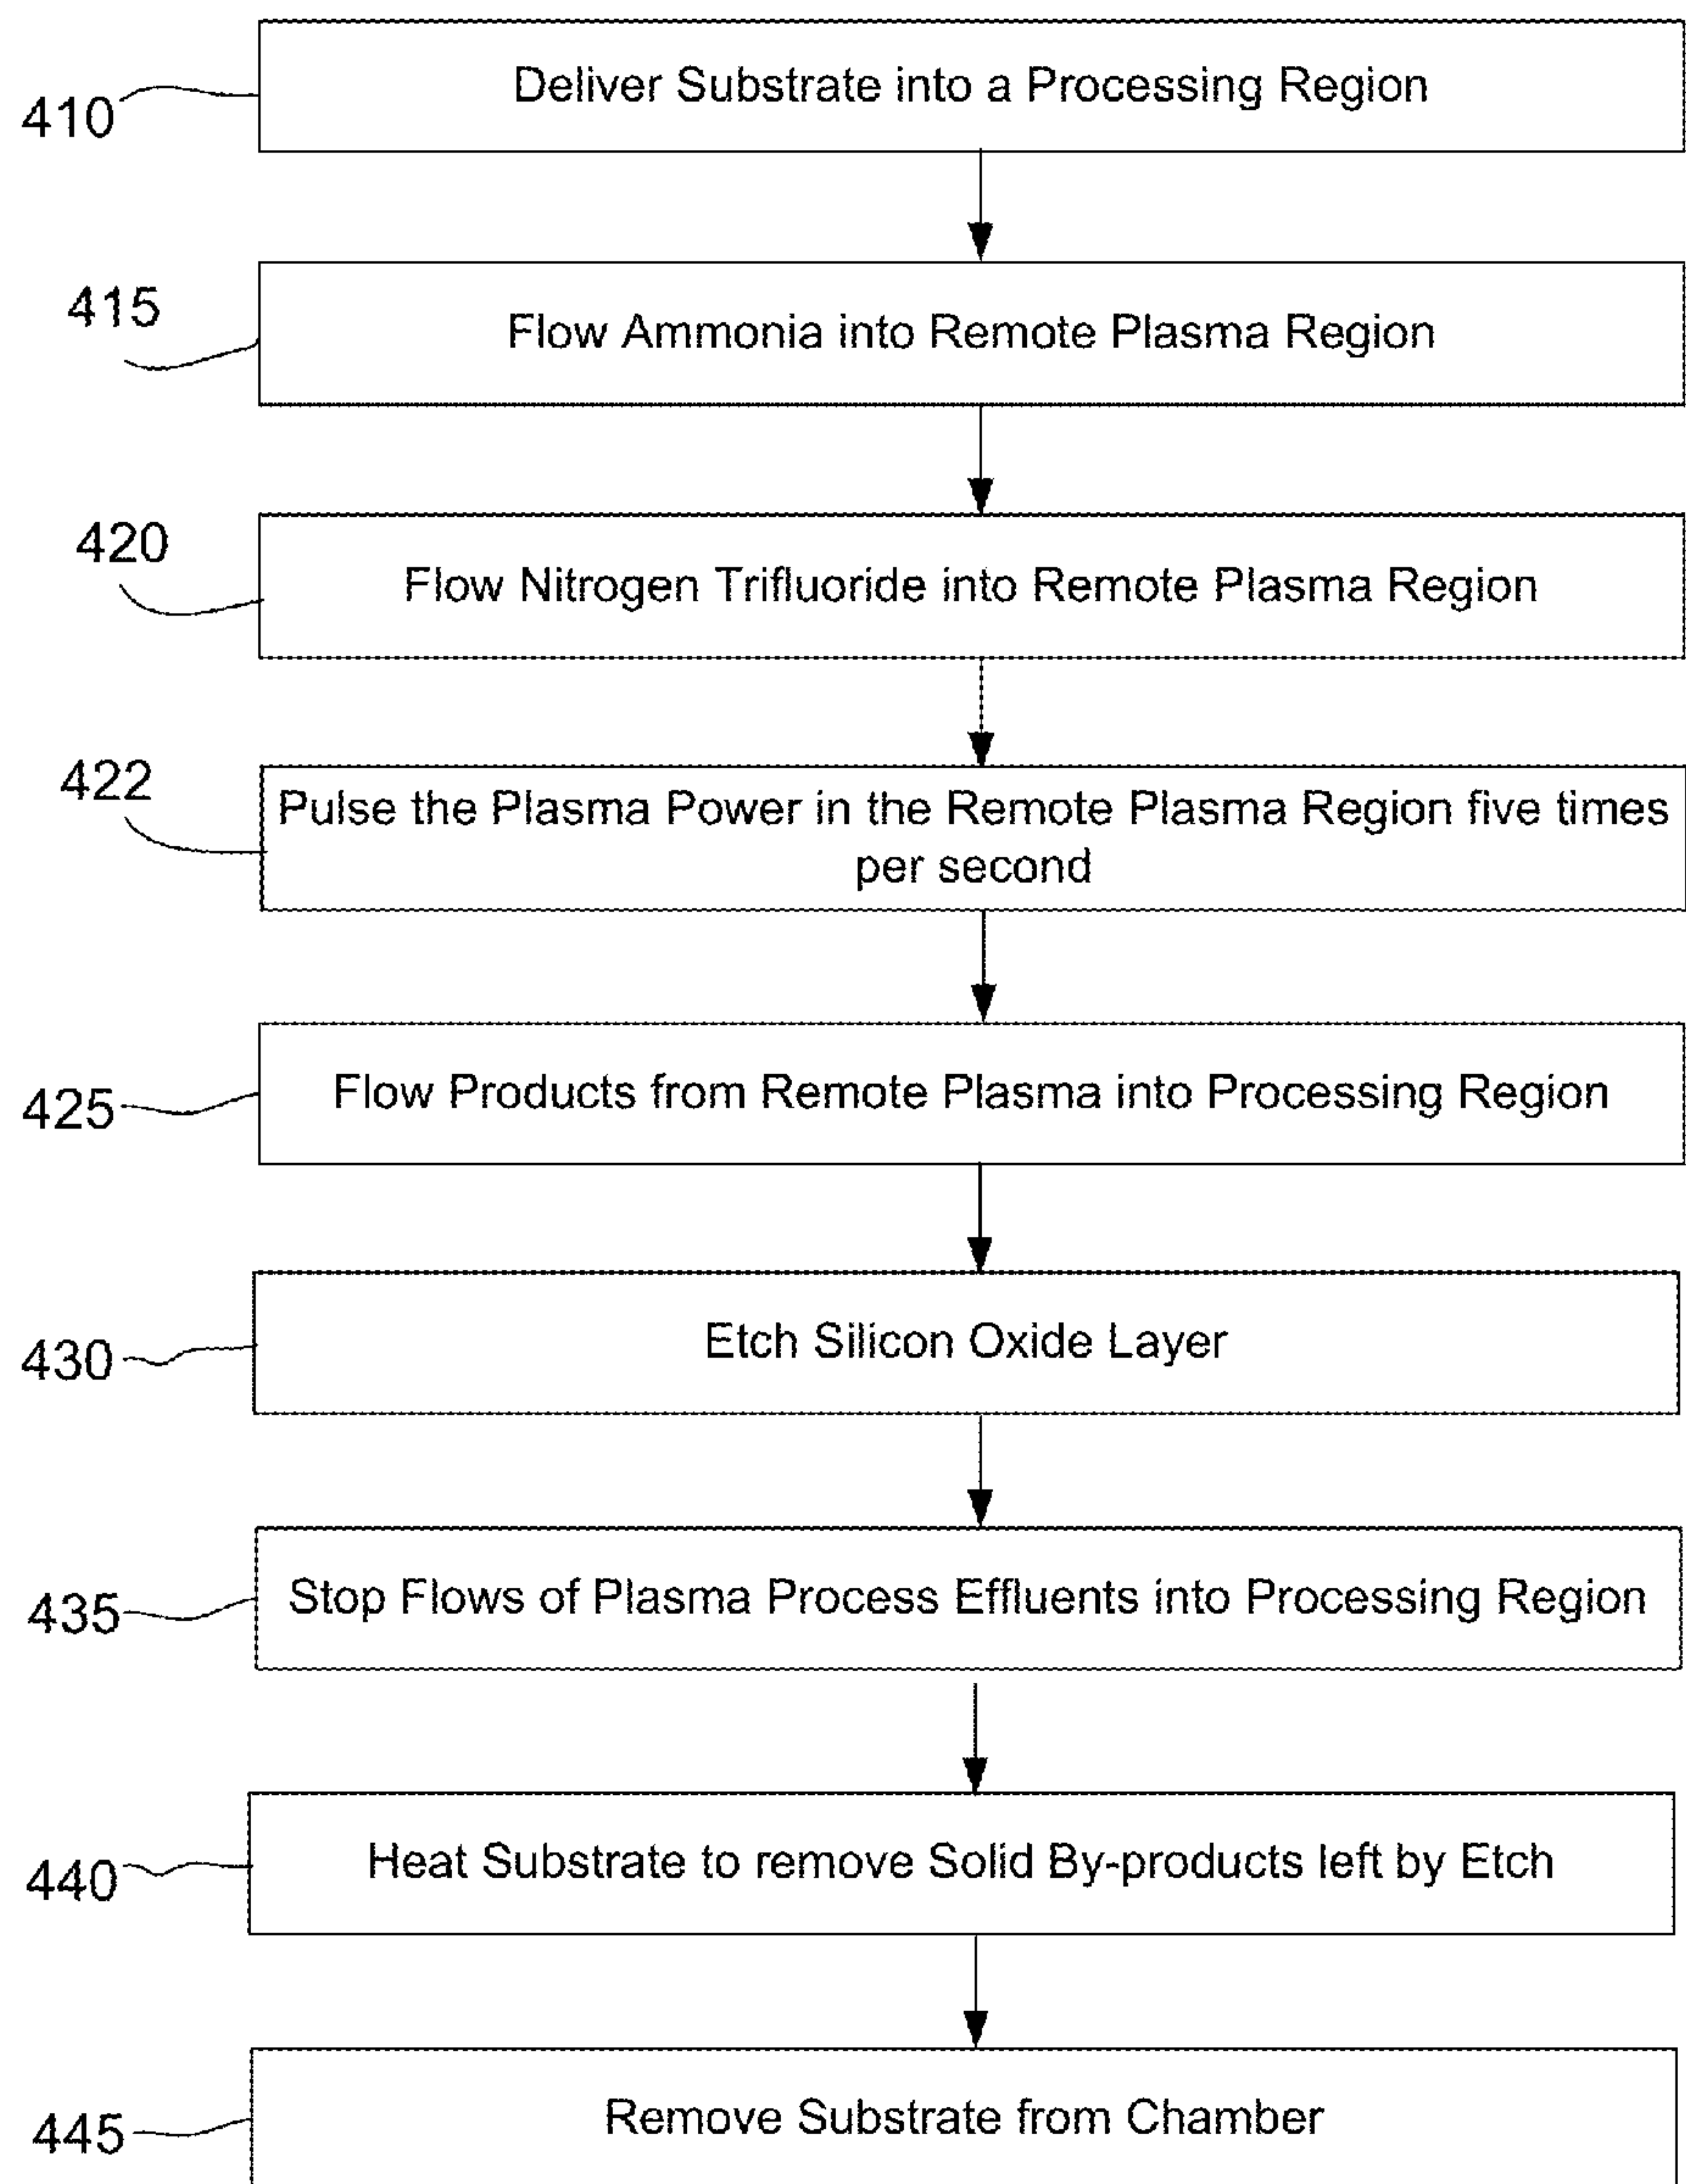 410
Deliver Substrate into a Processing Region
415
Flow Ammonia into Remote Plasma Region
420
Flow Nitrogen Trifluoride into Remote Plasma Region
422
Pulse the Plasma Power in the Remote Plasma Region five times
per second
425
Flow Products from Remote Plasma into Processing Region
430
Etch Silicon Oxide Layer
435
Stop Flows of Plasma Process Effluents into Processing Region
440
Heat Substrate to remove Solid By-products left by Etch
445
Remove Substrate from Chamber